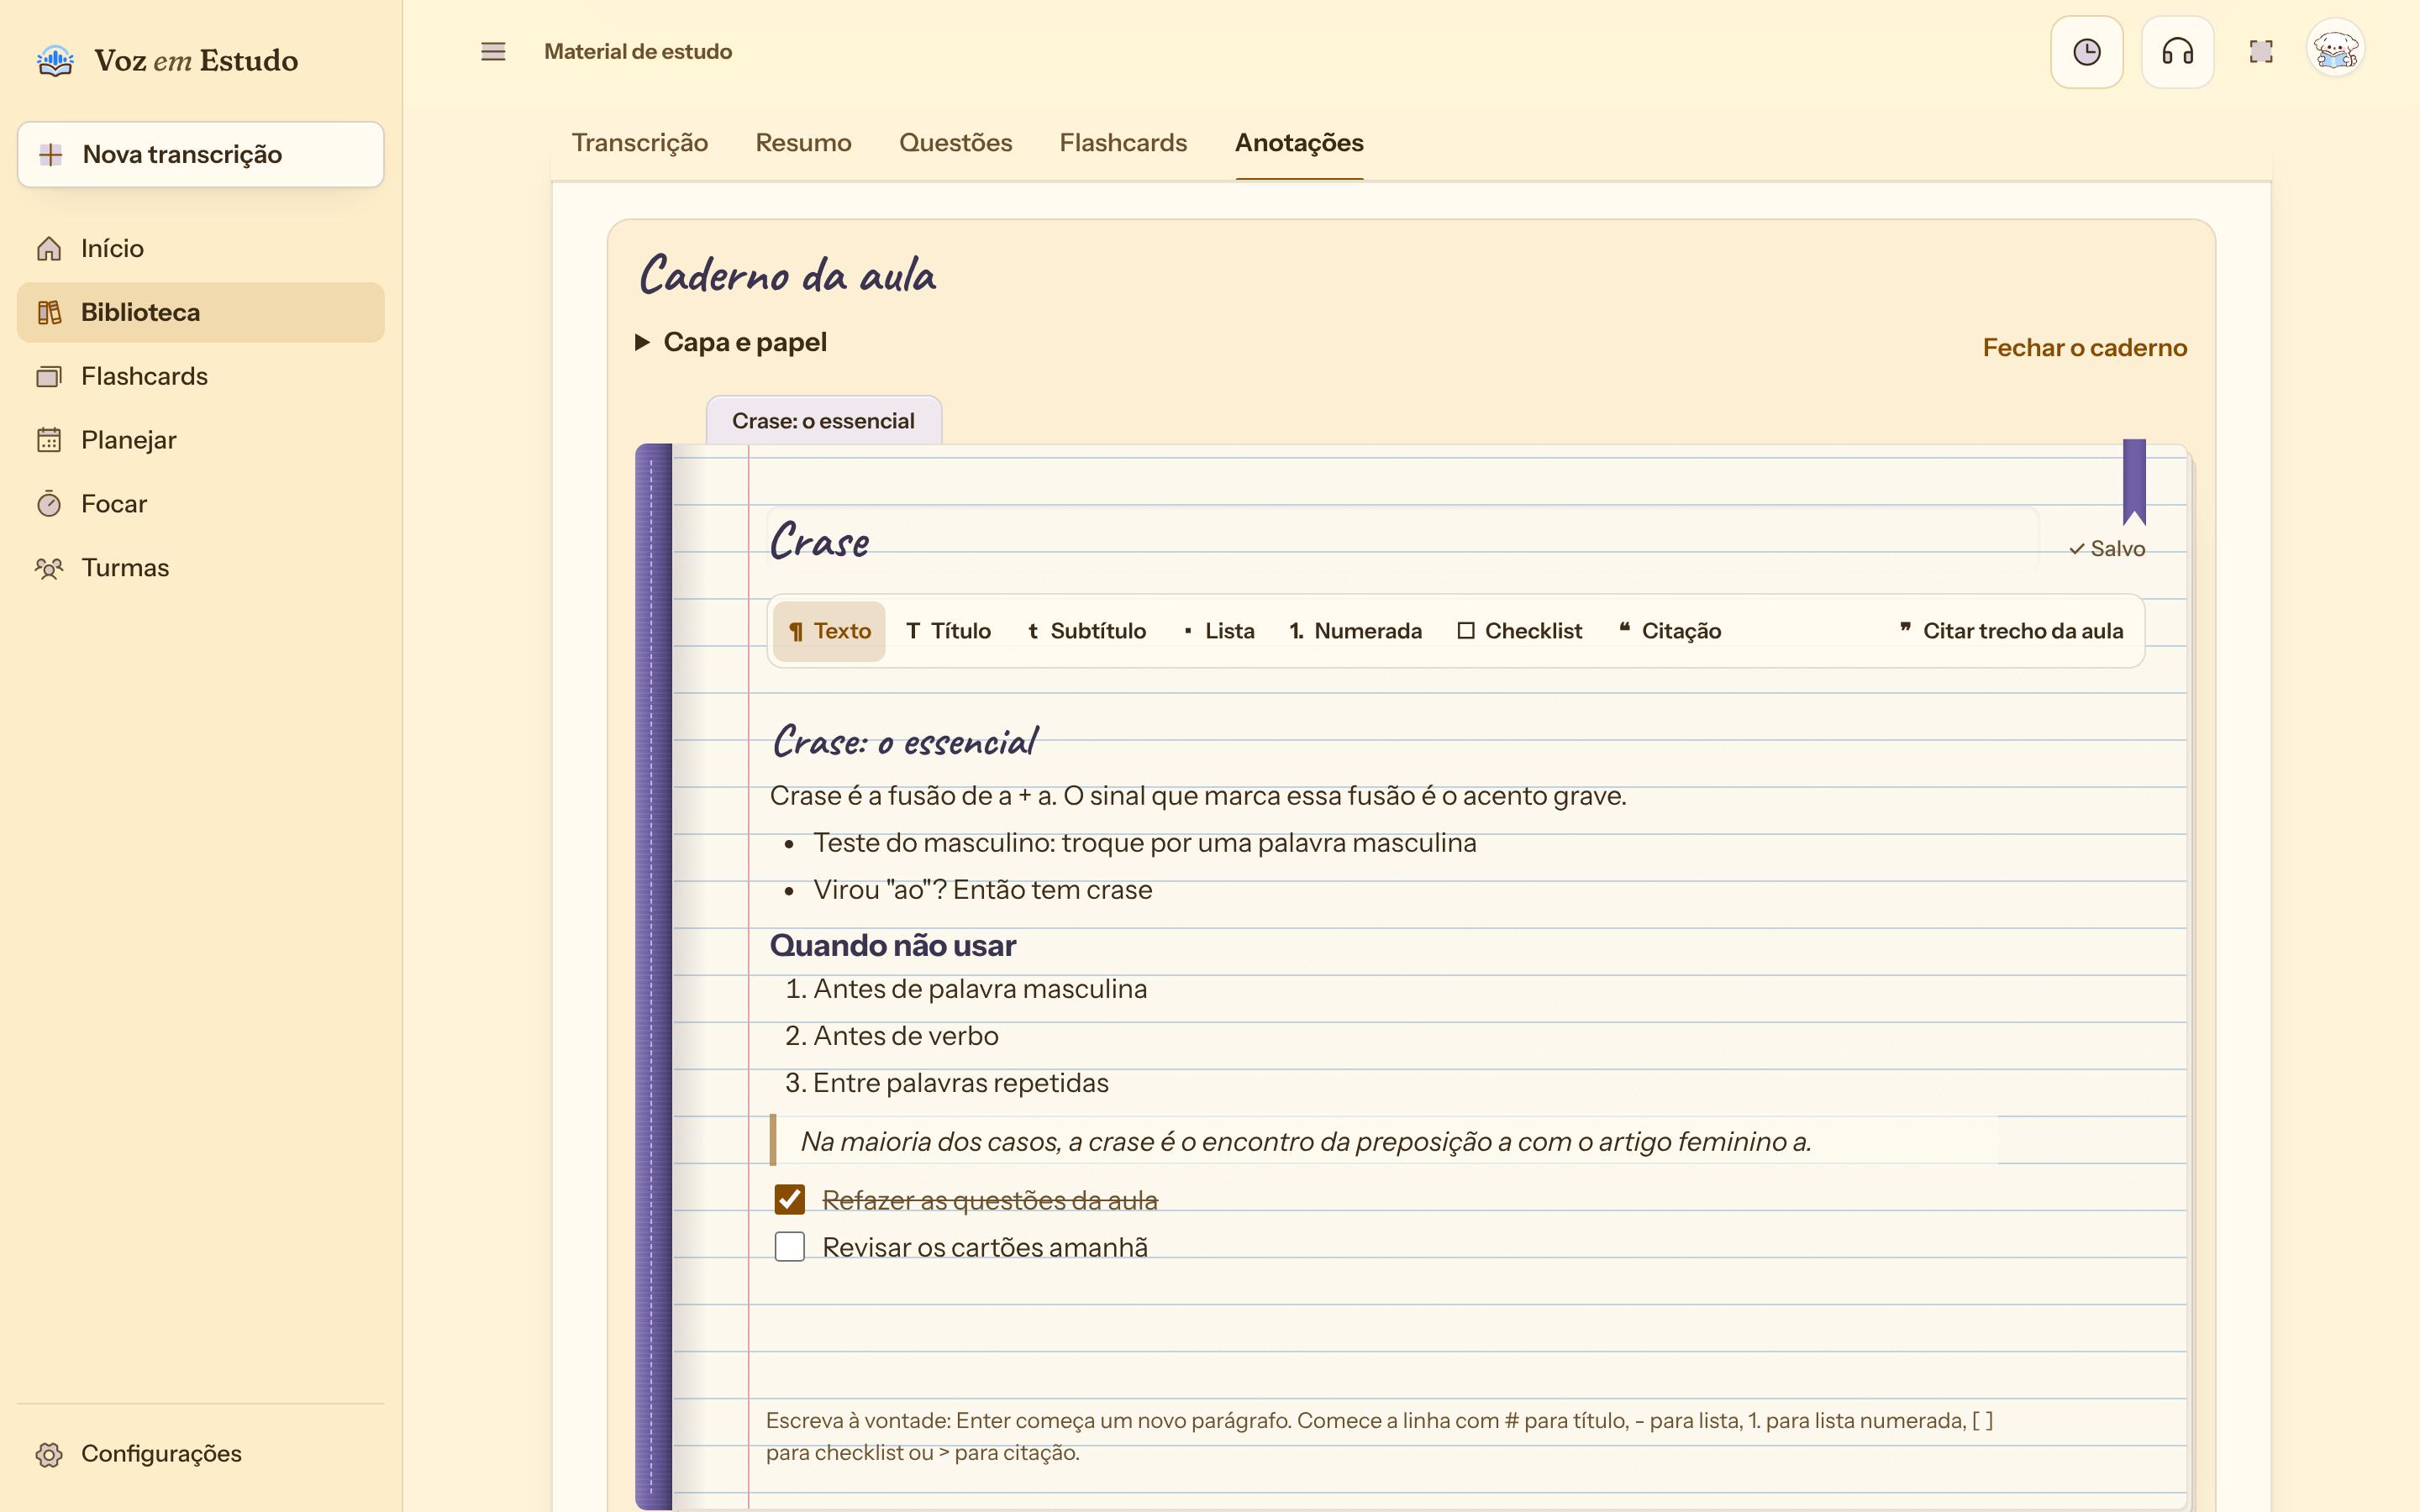 Voz em Estudo
Material de estudo
Nova transcrição
Início
Biblioteca
Flashcards
Planejar
Focar
Turmas
Configurações
Transcrição Resumo Questões Flashcards Anotações
Caderno da aula
Capa e papel
Fechar o caderno
Crase: o essencial
Crase
✓ Salvo
¶ Texto T Título t Subtítulo ▪ Lista 1. Numerada ☐ Checklist ❝ Citação ❞ Citar trecho da aula
Crase: o essencial
Crase é a fusão de a + a. O sinal que marca essa fusão é o acento grave.
• Teste do masculino: troque por uma palavra masculina
• Virou "ao"? Então tem crase
Quando não usar
1. Antes de palavra masculina
2. Antes de verbo
3. Entre palavras repetidas
Na maioria dos casos, a crase é o encontro da preposição a com o artigo feminino a.
Refazer as questões da aula
Revisar os cartões amanhã
Escreva à vontade: Enter começa um novo parágrafo. Comece a linha com # para título, - para lista, 1. para lista numerada, [ ]
para checklist ou > para citação.